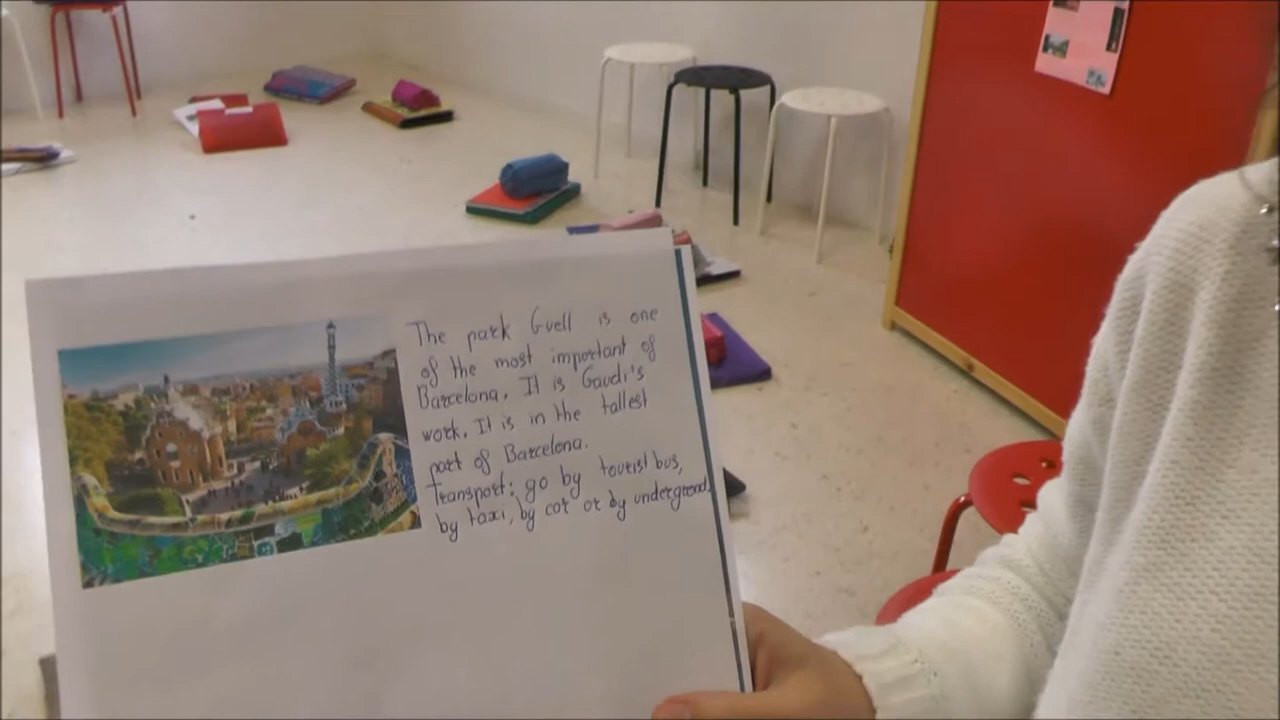 The park Guell is one
of the most important of
Barcelona. It is Gaudi's
work. It is in the tallest
part of Barcelona.
Transport: go by tourist bus,
by taxi, by car or by undergroond.